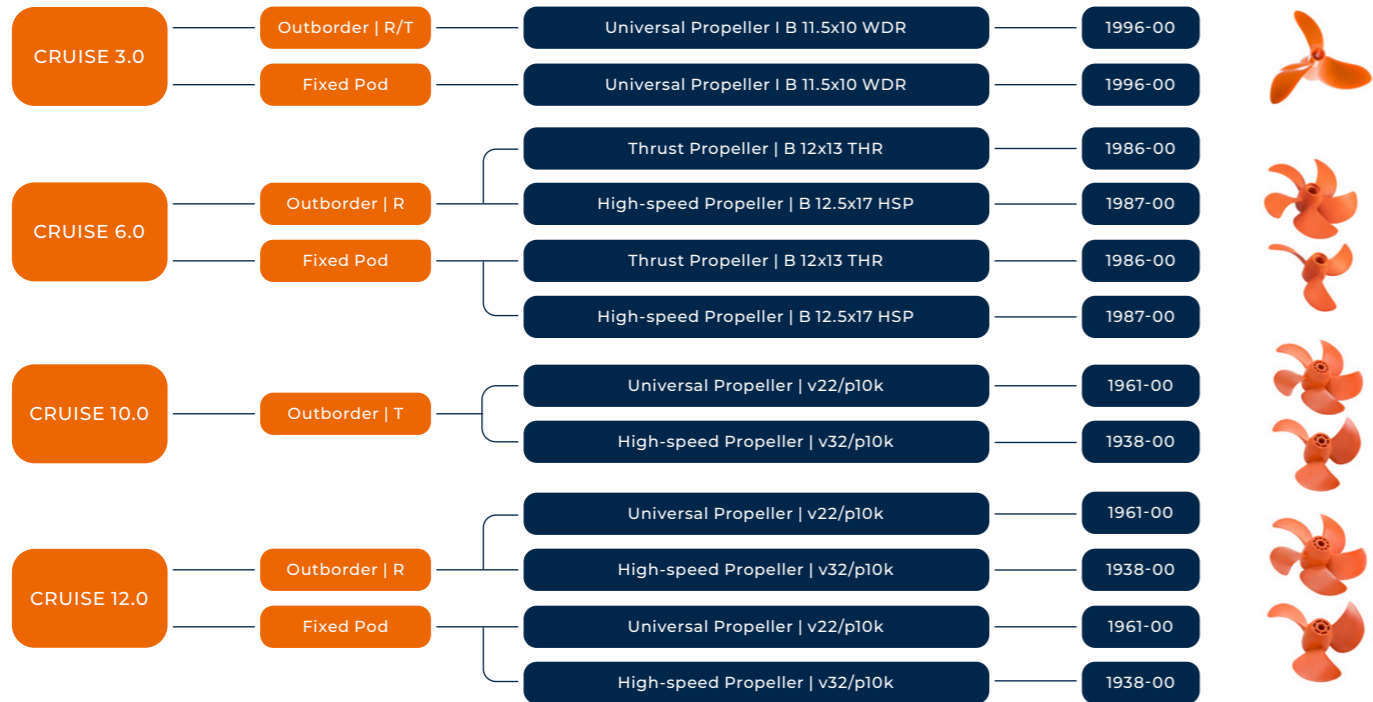 CRUISE 3.0
Outborder | R/T
Universal Propeller I B 11.5x10 WDR
1996-00
Fixed Pod
Universal Propeller I B 11.5x10 WDR
1996-00
CRUISE 6.0
Thrust Propeller | B 12x13 THR
1986-00
Outborder | R
High-speed Propeller | B 12.5x17 HSP
1987-00
Fixed Pod
Thrust Propeller | B 12x13 THR
1986-00
High-speed Propeller | B 12.5x17 HSP
1987-00
CRUISE 10.0
Outborder | T
Universal Propeller | v22/p10k
1961-00
High-speed Propeller | v32/p10k
1938-00
CRUISE 12.0
Universal Propeller | v22/p10k
1961-00
Outborder | R
High-speed Propeller | v32/p10k
1938-00
Fixed Pod
Universal Propeller | v22/p10k
1961-00
High-speed Propeller | v32/p10k
1938-00